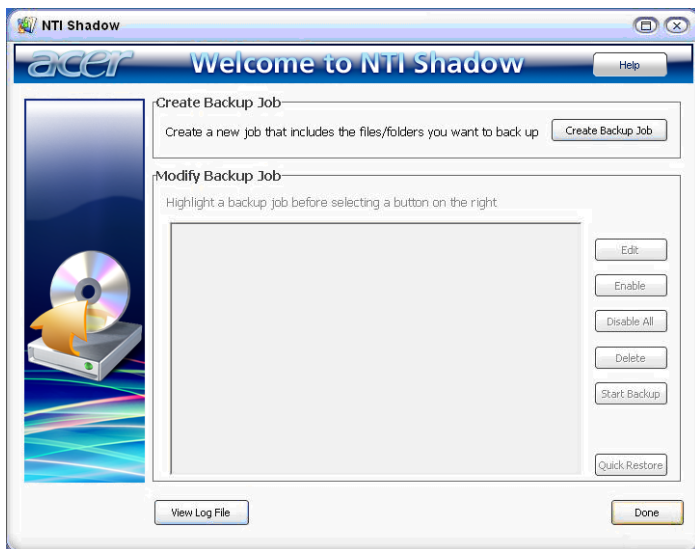 NTI Shadow
acer
Welcome to NTI Shadow
Help
Create Backup Job
Create a new job that includes the files/folders you want to back up
Create Backup Job
Modify Backup Job
Highlight a backup job before selecting a button on the right
Edit
Enable
Disable All
Delete
Start Backup
Quick Restore
View Log File
Done